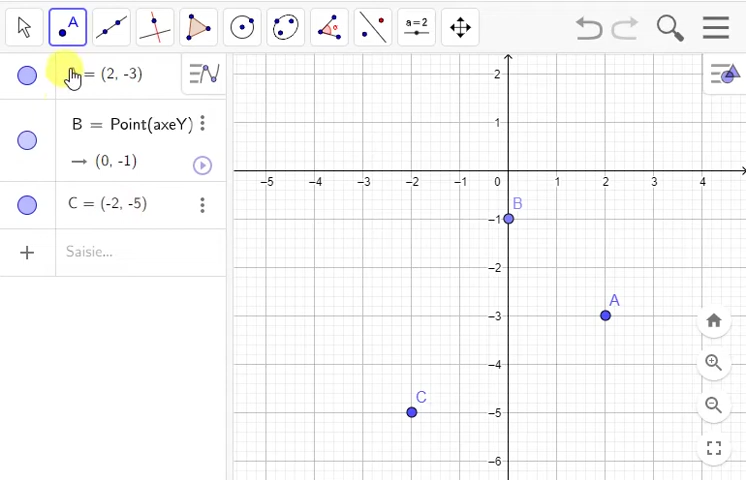 A
a=2
= (2, -3)
B = Point(axeY)
→ (0, -1)
C = (-2, -5)
Saisie...
2
1
−5 −4 −3 −2 −1 0 1 2 3 4
B
−1
−2
A
−3
−4
C
−5
−6